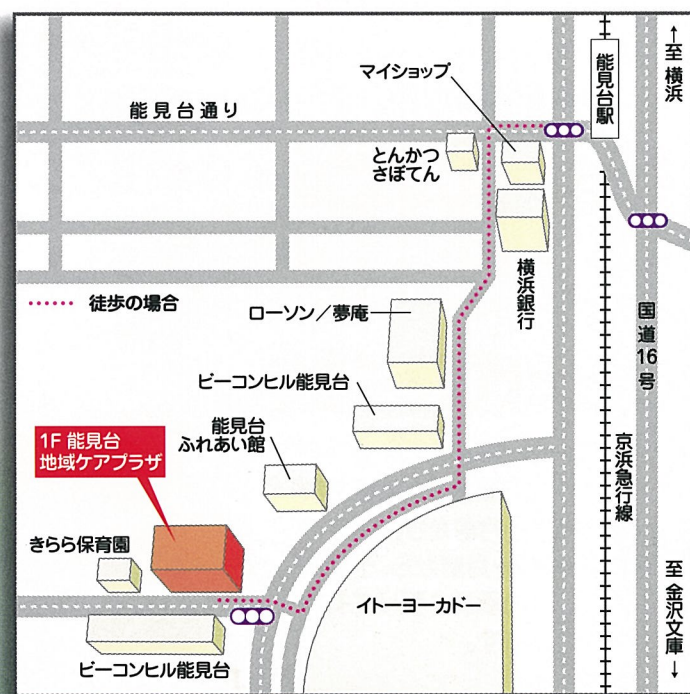 ↑至 横浜
能見台駅
マイショップ
能見台通り
とんかつ
さぼてん
横浜銀行
徒歩の場合
ローソン/夢庵
国道16号
ビーコンヒル能見台
能見台
ふれあい館
1F 能見台
地域ケアプラザ
京浜急行線
きらら保育園
イトーヨーカドー
至 金沢文庫↓
ビーコンヒル能見台